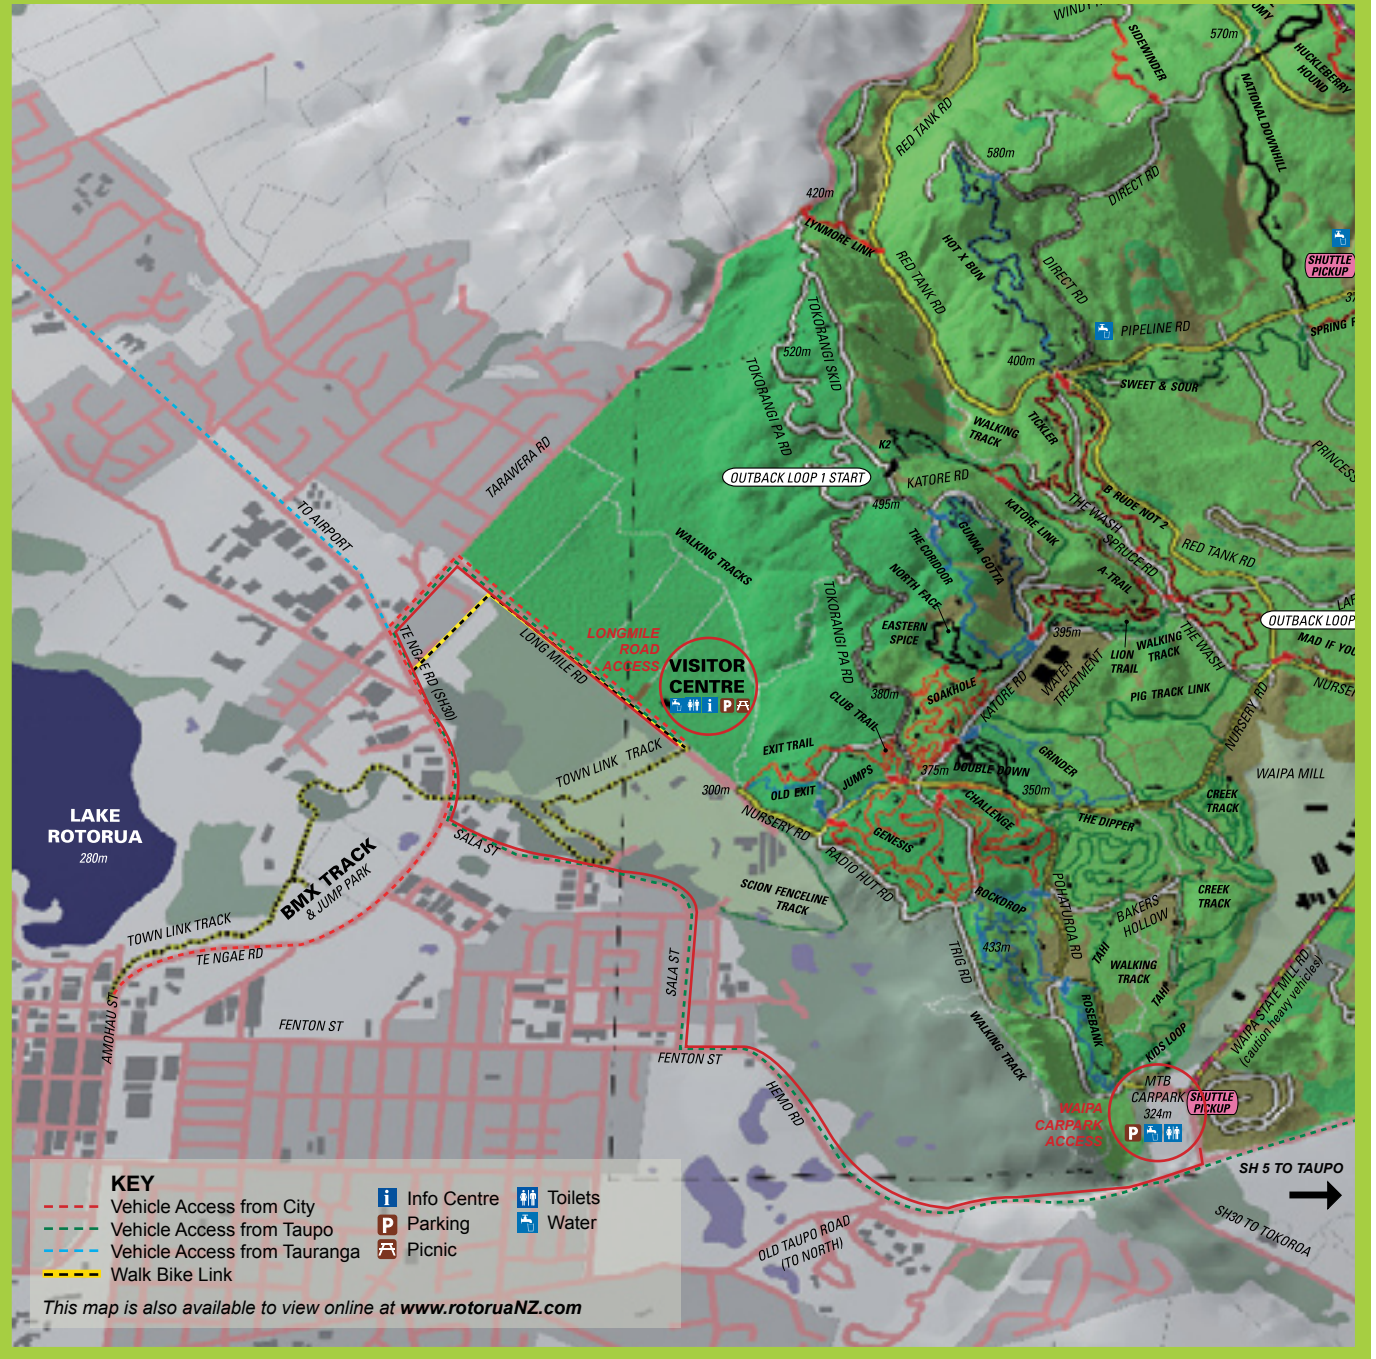 WINDY
SIDEWINDER
570m
HUCKLEBERRY
HOUND
NATIONAL DOWNHILL
RED TANK RD
580m
DIRECT RD
420m
LYNMORE LINK
HOT X BUN
RED TANK RD
DIRECT RD
SHUTTLE
PICKUP
PIPELINE RD
SPRING
TOKORANGI SKID
520m
400m
TOKORANGI PA RD
SWEET & SOUR
WALKING
TRACK
TICKLER
K2
TARAWERA RD
PRINCESS
OUTBACK LOOP 1 START
KATORE RD
495m
THE WASH
B RUDE NOT 2
KATORE LINK
TO AIRPORT
GUNNA GOTTA
THE CORIDOOR
WALKING TRACKS
SPRUCE RD
RED TANK RD
NORTH FACE
A-TRAIL
TOKORANGI PA RD
EASTERN
SPICE
OUTBACK LOOP
395m
THE WASH
LONGMILE
ROAD
ACCESS
LONG MILE RD
TE NGAE RD (SH30)
VISITOR
CENTRE
LION
TRAIL
WALKING
TRACK
MAD IF YOU
WATER
TREATMENT
PIG TRACK LINK
380m
SOAKHOLE
KATORE RD
CLUB TRAIL
NURSERY RD
EXIT TRAIL
TOWN LINK TRACK
JUMPS
375m
DOUBLE DOWN
GRINDER
WAIPA MILL
300m
OLD EXIT
350m
CREEK
TRACK
LAKE
ROTORUA
280m
NURSERY RD
CHALLENGE
THE DIPPER
GENESIS
SALA ST
BMX TRACK
& JUMP PARK
RADIO HUT RD
SCION FENCELINE
TRACK
ROCKDROP
POHATUROA RD
CREEK
TRACK
BAKERS
HOLLOW
TOWN LINK TRACK
TE NGAE RD
433m
TRIG RD
TAHI
WALKING
TRACK
SALA ST
TAHI
AMOHAU ST
FENTON ST
WAIPA STATE MILL RD
(caution heavy vehicles)
ROSEBANK
WALKING TRACK
KIDS LOOP
FENTON ST
HEMO RD
MTB
CARPARK
324m
SHUTTLE
PICKUP
WAIPA
CARPARK
ACCESS
SH 5 TO TAUPO
SH30 TO TOKOROA
OLD TAUPO ROAD
(TO NORTH)
KEY
Vehicle Access from City
Vehicle Access from Taupo
Vehicle Access from Tauranga
Walk Bike Link
Info Centre
Parking
Picnic
Toilets
Water
This map is also available to view online at www.rotoruaNZ.com